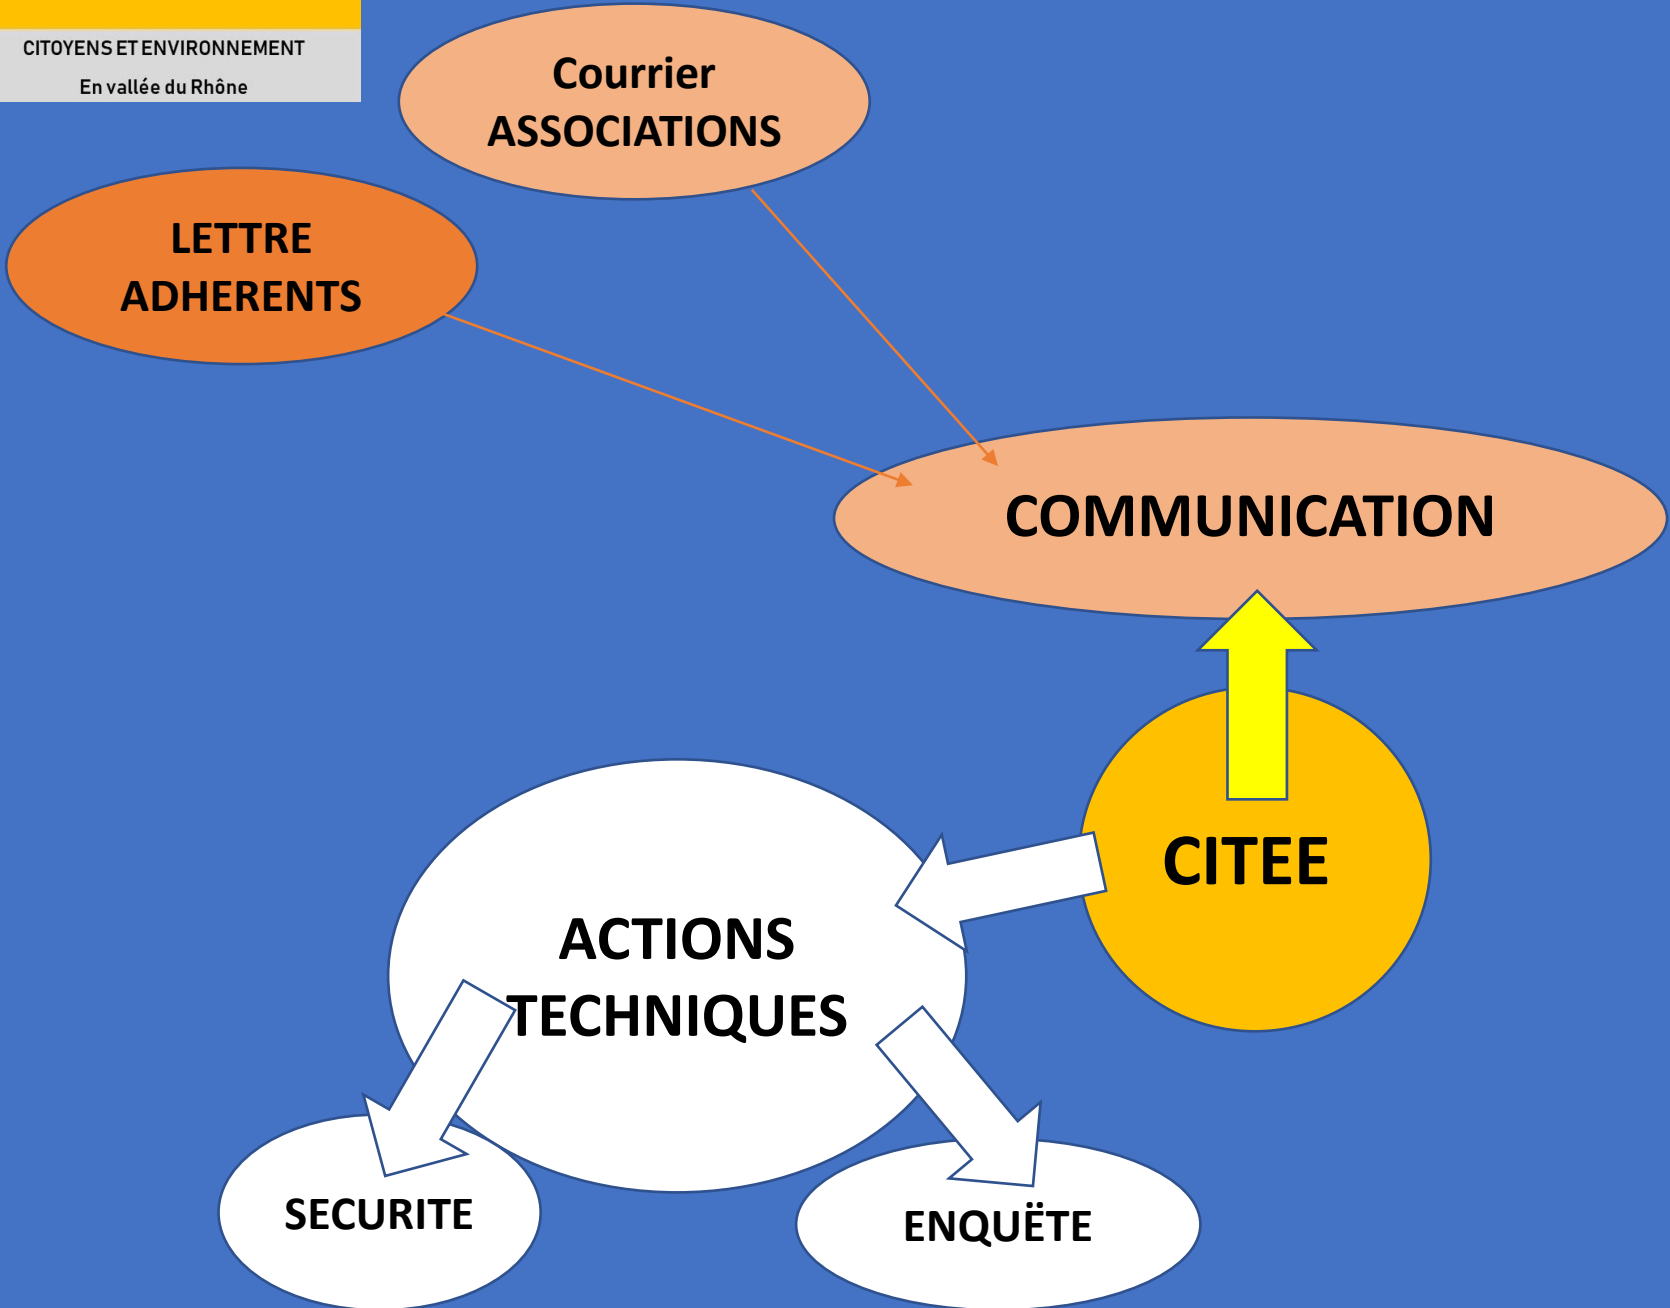 CITOYENS ET ENVIRONNEMENT
En vallée du Rhône
Courrier
ASSOCIATIONS
LETTRE
ADHERENTS
COMMUNICATION
CITEE
ACTIONS
TECHNIQUES
SECURITE
ENQUËTE